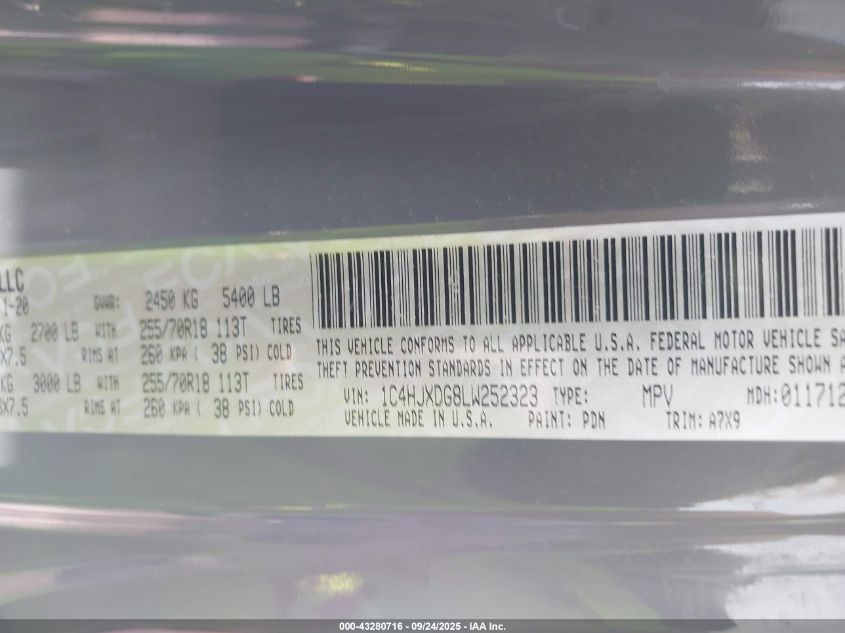 LLC
1-20 GVWR: 2450 KG 5400 LB
KG 2700 LB WITH 255/70R18 113T TIRES
X7.5 RIMS AT 260 KPA ( 38 PSI) COLD
KG 3000 LB WITH 255/70R18 113T TIRES
X7.5 RIMS AT 260 KPA ( 38 PSI) COLD
THIS VEHICLE CONFORMS TO ALL APPLICABLE U.S.A. FEDERAL MOTOR VEHICLE SA
THEFT PREVENTION STANDARDS IN EFFECT ON THE DATE OF MANUFACTURE SHOWN A
VIN: 1C4HJXDG8LW252323 TYPE: MPV MDH: 011712
VEHICLE MADE IN U.S.A. PAINT: PDN TRIM: A7X9
000-43280716 - 09/24/2025 - IAA Inc.